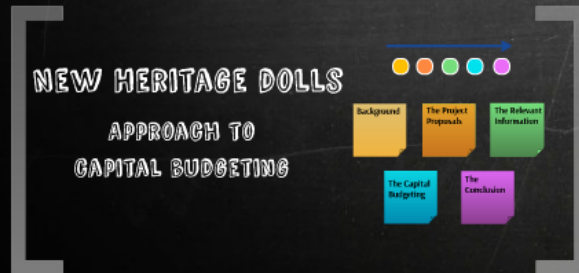 NEW HERITAGE DOLLS
APPROACH TO
CAPITAL BUDGETING
Background
The Project
Proposals
The Relevant
Information
The Capital
Budgeting
The
Conclusion